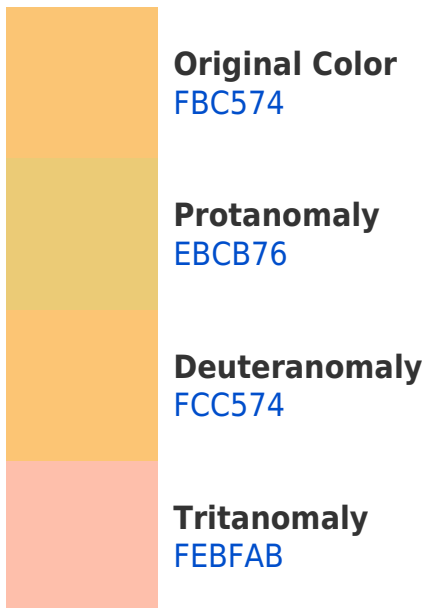 Original Color
FBC574
Protanomaly
EBCB76
Deuteranomaly
FCC574
Tritanomaly
FEBFAB